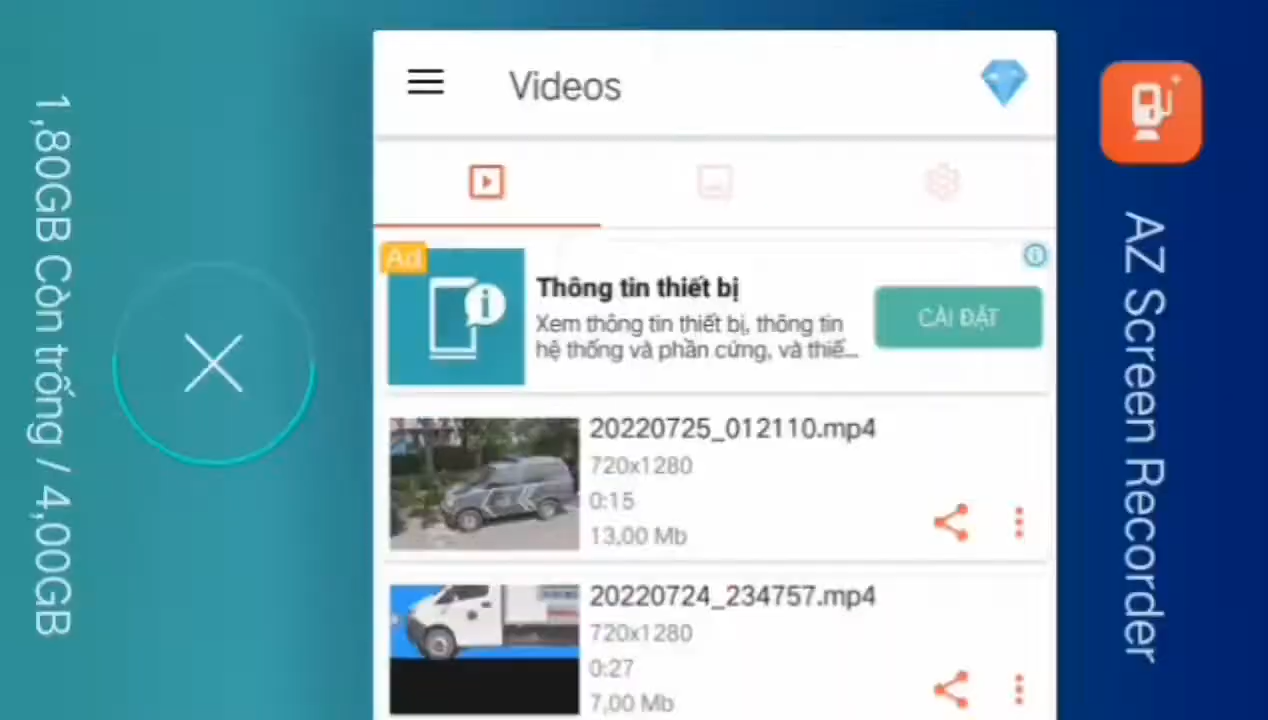 1,80GB Còn trống / 4,00GB
Videos
AZ Screen Recorder
Ad
Thông tin thiết bị
Xem thông tin thiết bị, thông tin
hệ thống và phần cứng, và thiế...
CÀI ĐẶT
20220725_012110.mp4
720x1280
0:15
13,00 Mb
20220724_234757.mp4
720x1280
0:27
7,00 Mb